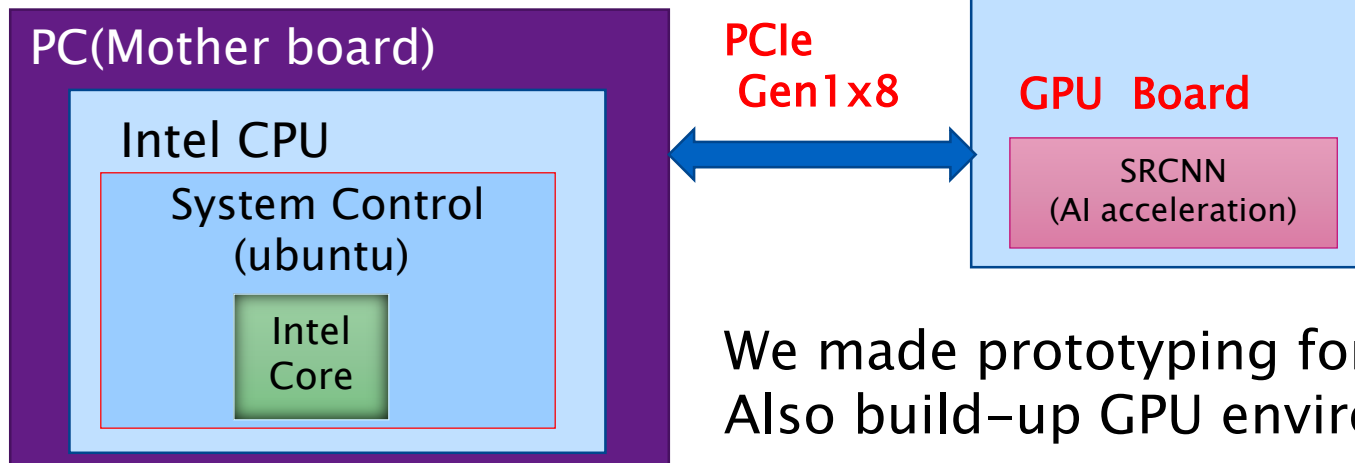 PC(Mother board)
Intel CPU
System Control
(ubuntu)
Intel
Core
PCIe
Gen1x8
GPU Board
SRCNN
(AI acceleration)
We made prototyping
Also build-up GPU